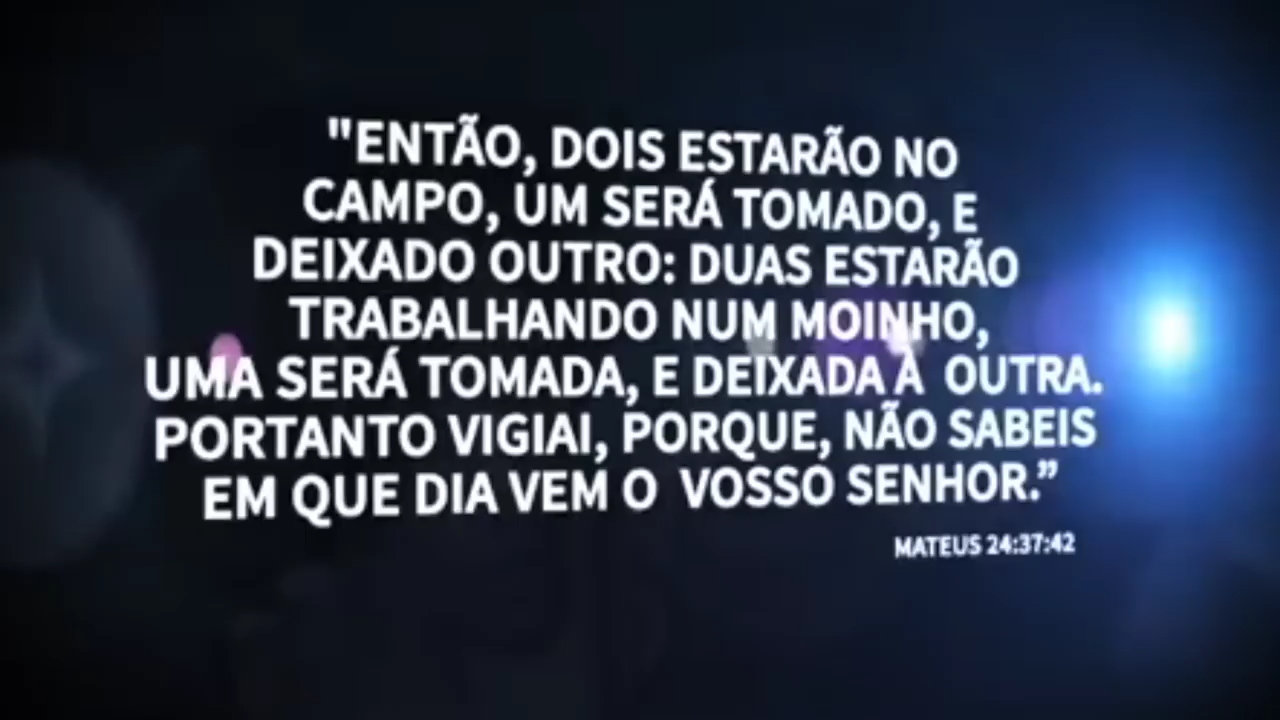 "ENTÃO, DOIS ESTARÃO NO
CAMPO, UM SERÁ TOMADO, E
DEIXADO OUTRO: DUAS ESTARÃO
TRABALHANDO NUM MOINHO,
UMA SERÁ TOMADA, E DEIXADA À OUTRA.
PORTANTO VIGIAI, PORQUE, NÃO SABEIS
EM QUE DIA VEM O VOSSO SENHOR.”
MATEUS 24:37:42